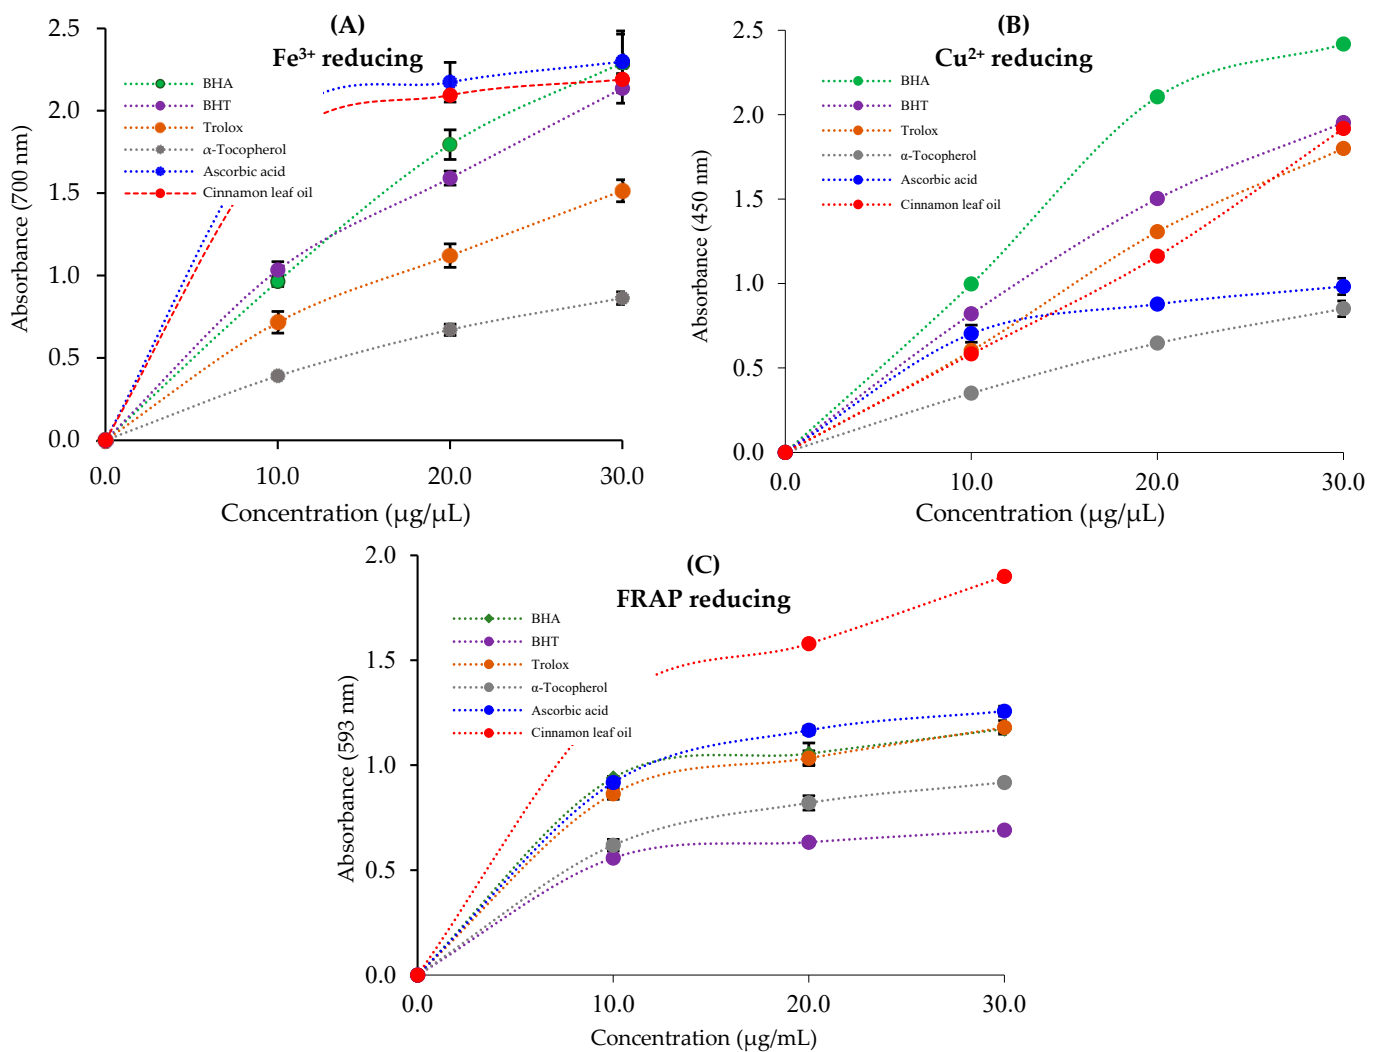 (A)
Fe³⁺ reducing
2.5
2.0
1.5
1.0
0.5
0.0
Absorbance (700 nm)
BHA
BHT
Trolox
α-Tocopherol
Ascorbic acid
Cinnamon leaf oil
0.0 10.0 20.0 30.0
Concentration (µg/µL)
(B)
Cu²⁺ reducing
2.5
2.0
1.5
1.0
0.5
0.0
Absorbance (450 nm)
BHA
BHT
Trolox
α-Tocopherol
Ascorbic acid
Cinnamon leaf oil
0.0 10.0 20.0 30.0
Concentration (µg/µL)
(C)
FRAP reducing
2.0
1.5
1.0
0.5
0.0
Absorbance (593 nm)
BHA
BHT
Trolox
α-Tocopherol
Ascorbic acid
Cinnamon leaf oil
0.0 10.0 20.0 30.0
Concentration (µg/mL)